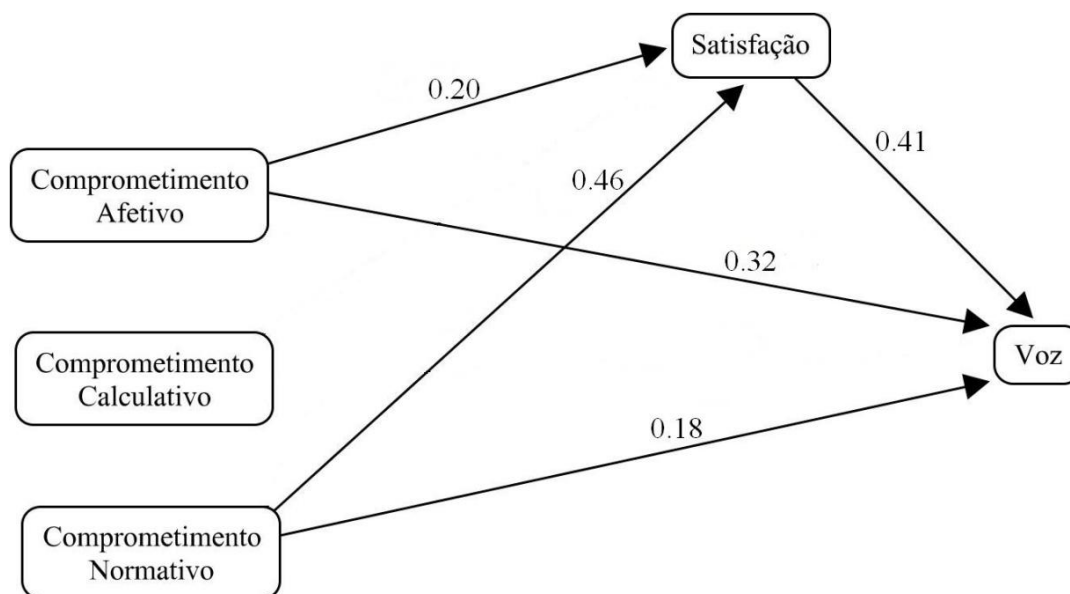 Satisfação
0.20
0.41
Comprometimento
Afetivo
0.46
0.32
Voz
Comprometimento
Calculativo
0.18
Comprometimento
Normativo